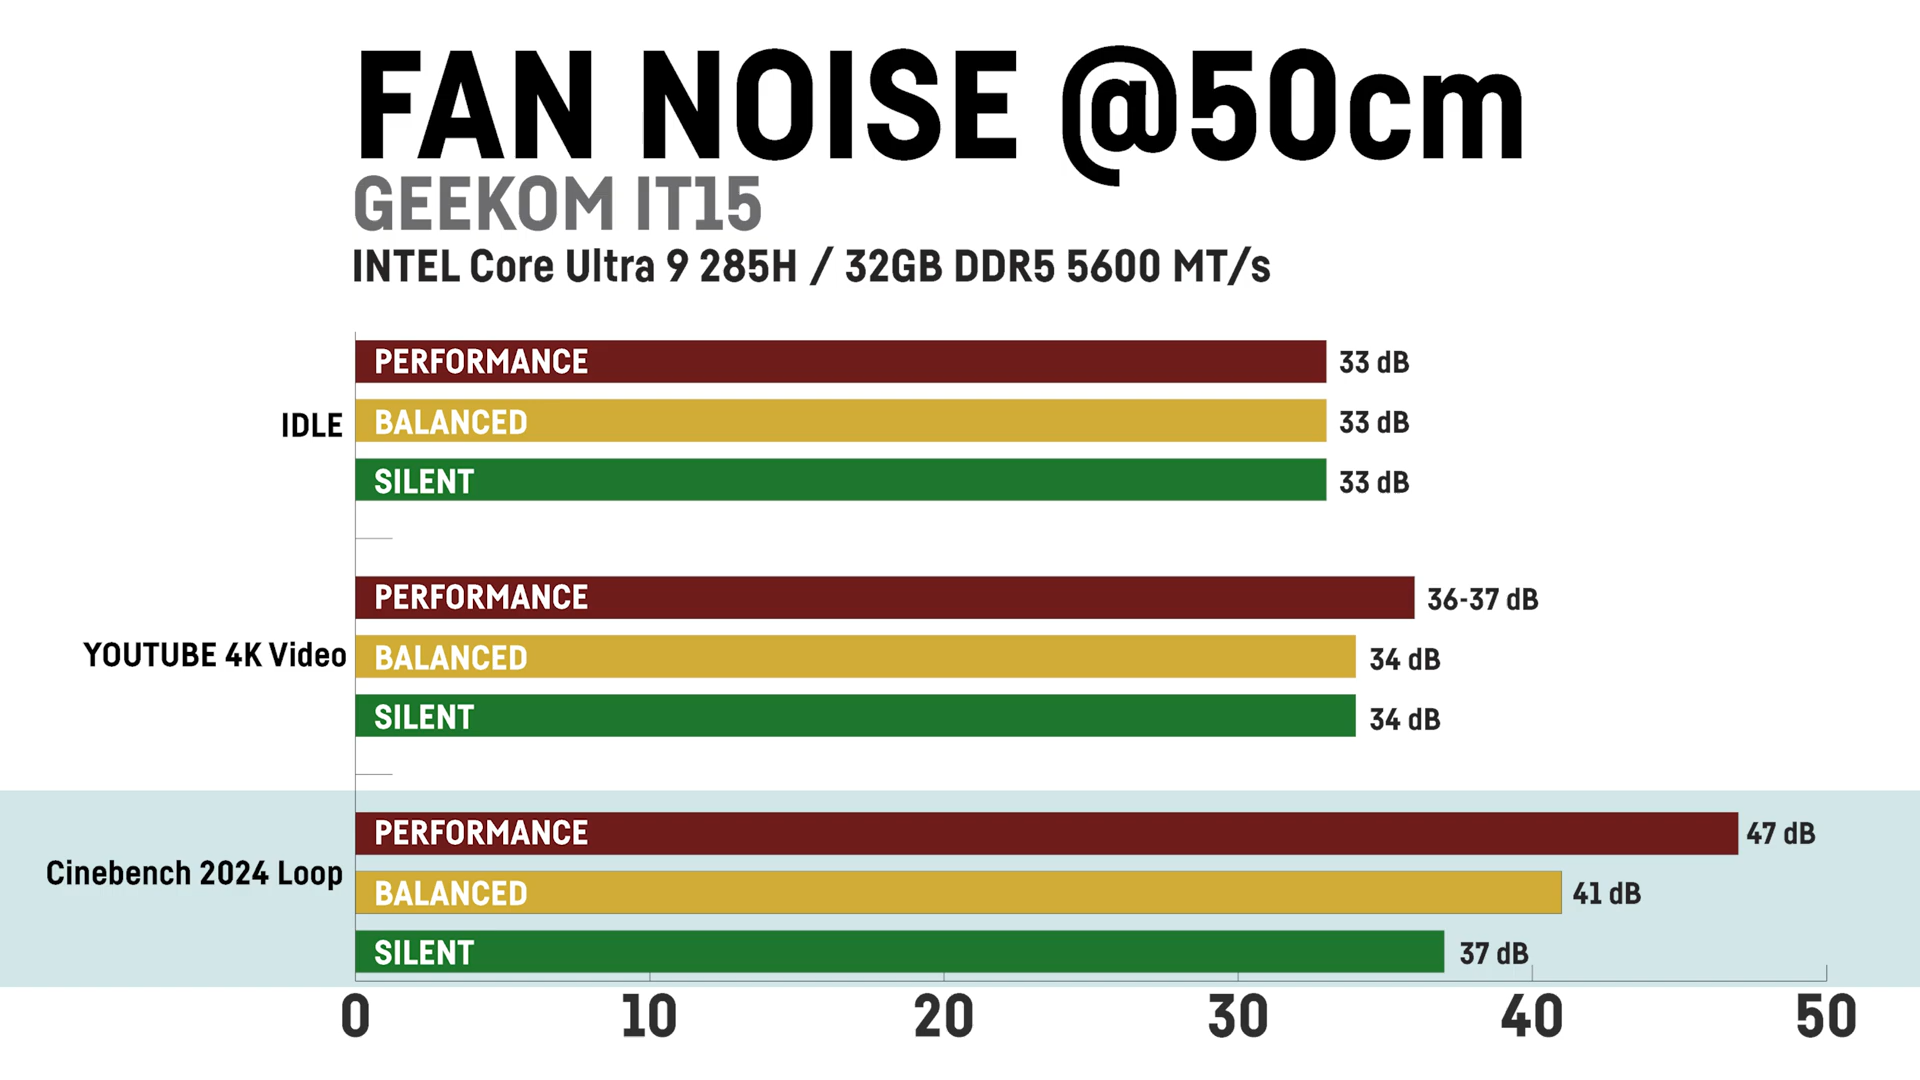 FAN NOISE @50cm
GEEKOM IT15
INTEL Core Ultra 9 285H / 32GB DDR5 5600 MT/s
IDLE
PERFORMANCE 33 dB
BALANCED 33 dB
SILENT 33 dB
YOUTUBE 4K Video
PERFORMANCE 36-37 dB
BALANCED 34 dB
SILENT 34 dB
Cinebench 2024 Loop
PERFORMANCE 47 dB
BALANCED 41 dB
SILENT 37 dB
0 10 20 30 40 50